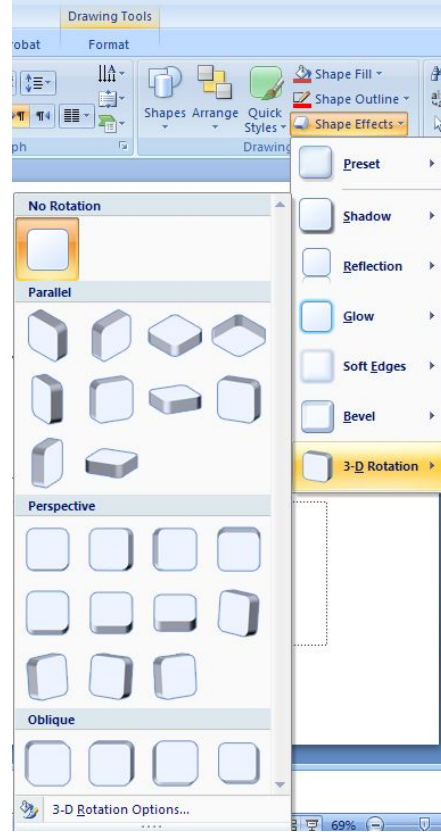 Drawing Tools
robat Format
Shapes Arrange Quick Styles
Shape Fill
Shape Outline
Shape Effects
ph Drawing
Preset
Shadow
Reflection
Glow
Soft Edges
Bevel
3-D Rotation
No Rotation
Parallel
Perspective
Oblique
3-D Rotation Options...
69%